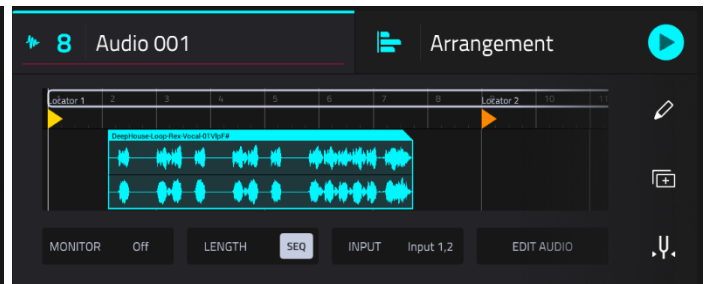 8 Audio 001 Arrangement
Locator 1 2 3 4 5 6 7 8 Locator 2 10 11
DeepHouse-Loop-Rex-Vocal-01VlpF#
MONITOR Off LENGTH SEQ INPUT Input 1,2 EDIT AUDIO